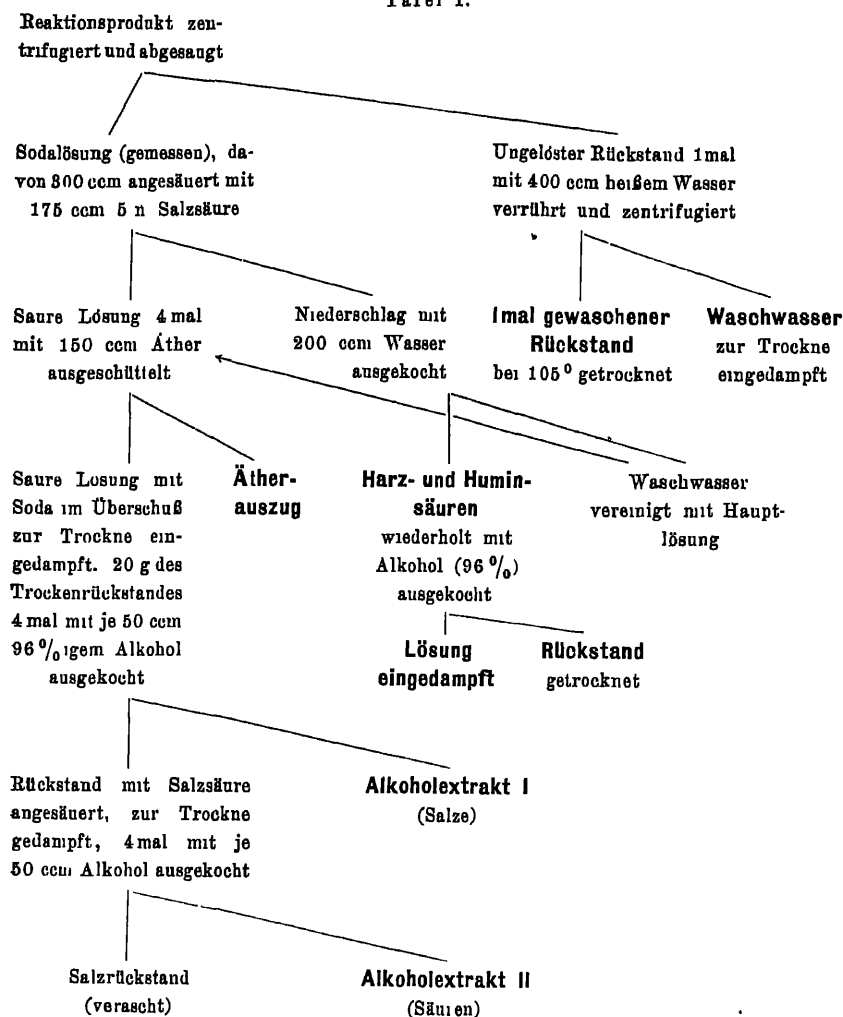 Tafel I.
Reaktionsprodukt zen-
trifugiert und abgesaugt
Sodalösung (gemessen), da-
von 800 ccm angesäuert mit
175 ccm 5 n Salzsäure
Ungelöster Rückstand 1mal
mit 400 ccm heißem Wasser
verrührt und zentrifugiert
Saure Lösung 4mal
mit 150 ccm Äther
ausgeschüttelt
Niederschlag mit
200 ccm Wasser
ausgekocht
1mal gewaschener
Rückstand
bei 105° getrocknet
Waschwasser
zur Trockne
eingedampft
Saure Losung mit
Soda im Überschuß
zur Trockne ein-
gedampft. 20 g des
Trockenrückstandes
4mal mit je 50 ccm
96%igem Alkohol
ausgekocht
Äther-
auszug
Harz- und Humin-
säuren
wiederholt mit
Alkohol (96%)
ausgekocht
Waschwasser
vereinigt mit Haupt-
lösung
Lösung
eingedampft
Rückstand
getrocknet
Rückstand mit Salzsäure
angesäuert, zur Trockne
gedampft, 4mal mit je
50 ccm Alkohol ausgekocht
Alkoholextrakt I
(Salze)
Salzrückstand
(verascht)
Alkoholextrakt II
(Säuren)